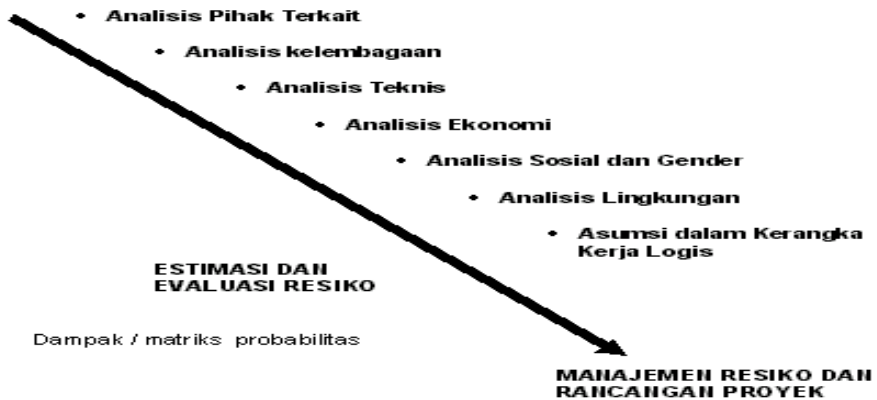 • Analisis Pihak Terkait
• Analisis kelembagaan
• Analisis Teknis
• Analisis Ekonomi
• Analisis Sosial dan Gender
• Analisis Lingkungan
• Asumsi dalam Kerangka
Kerja Logis
ESTIMASI DAN
EVALUASI RESIKO
Dampak / matriks probabilitas
MANAJEMEN RESIKO DAN
RANCANGAN PROYEK